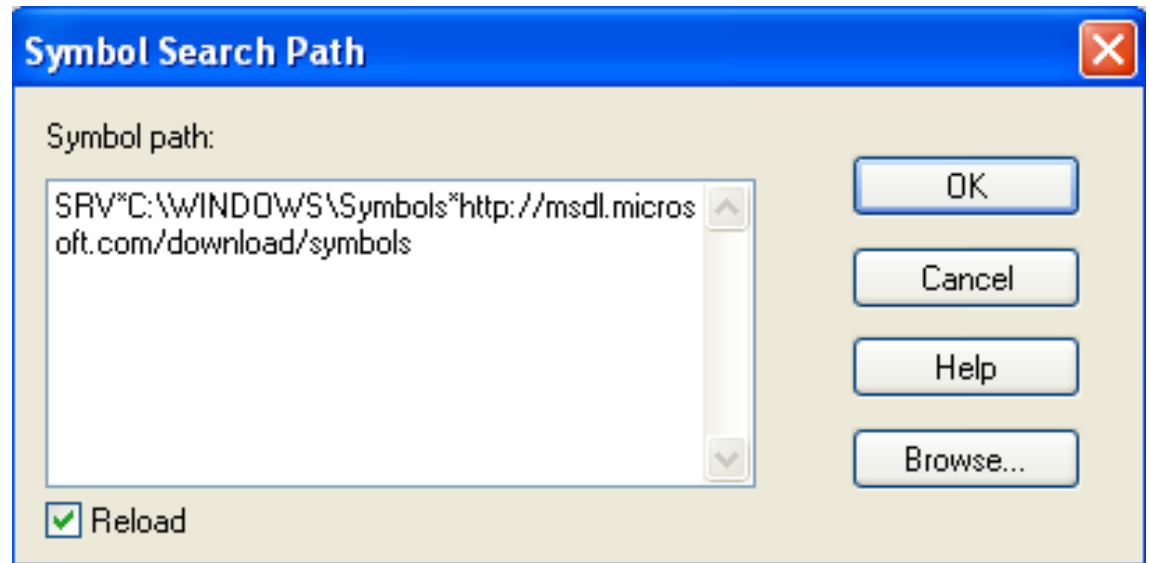 Symbol Search Path
Symbol path:
SRV*C:\WINDOWS\Symbols*http://msdl.micros
oft.com/download/symbols
OK
Cancel
Help
Browse...
Reload